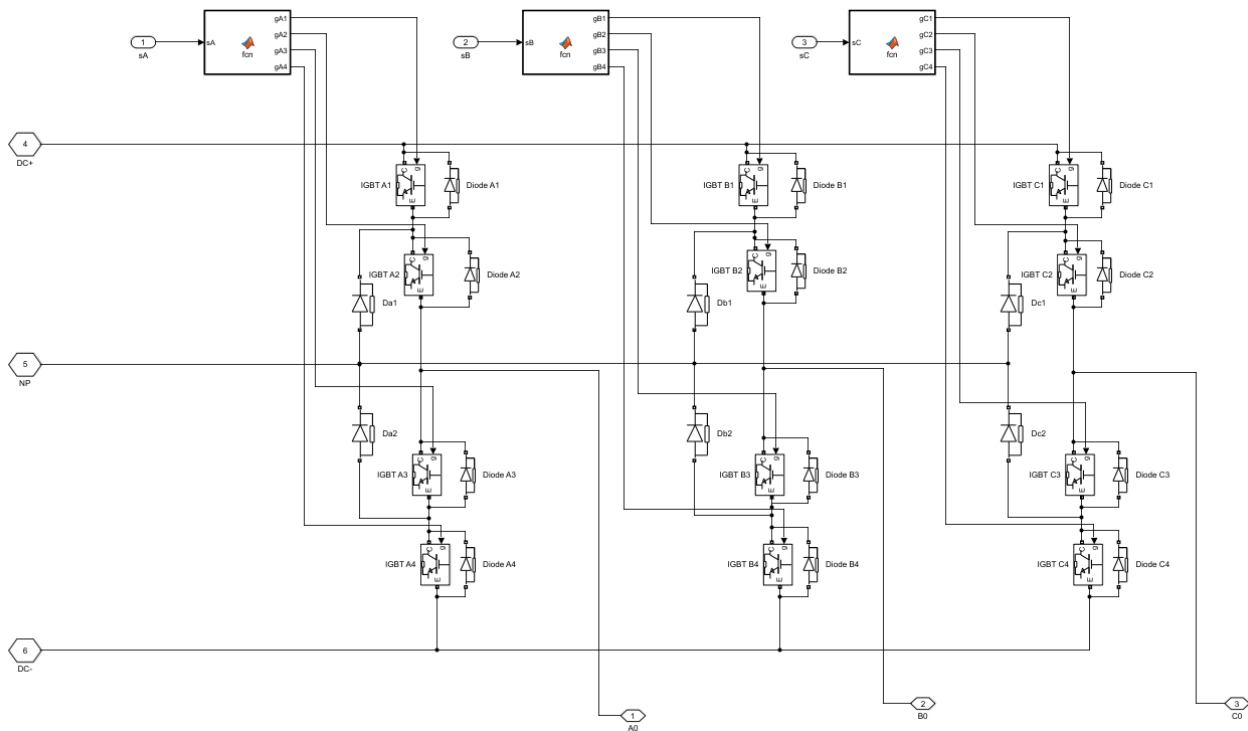 gA1
gA2
gA3
gA4
sA
fcn
1
sA
gB1
gB2
gB3
gB4
sB
fcn
2
sB
gC1
gC2
gC3
gC4
sC
fcn
3
sC
4
DC+
C
g
E
IGBT A1
Diode A1
C
g
E
IGBT B1
Diode B1
C
g
E
IGBT C1
Diode C1
C
g
E
IGBT A2
Diode A2
C
g
E
IGBT B2
Diode B2
C
g
E
IGBT C2
Diode C2
Da1
Db1
Dc1
5
NP
Da2
Db2
Dc2
C
g
E
IGBT A3
Diode A3
C
g
E
IGBT B3
Diode B3
C
g
E
IGBT C3
Diode C3
C
g
E
IGBT A4
Diode A4
C
g
E
IGBT B4
Diode B4
C
g
E
IGBT C4
Diode C4
6
DC-
1
A0
2
B0
3
C0